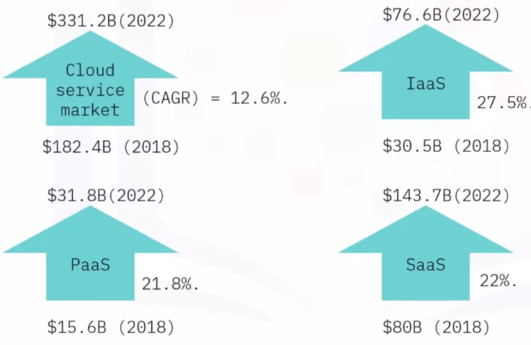 $331.2B(2022)
Cloud
service
market
(CAGR) = 12.6%.
$182.4B (2018)
$76.6B(2022)
IaaS
27.5%.
$30.5B (2018)
$31.8B(2022)
PaaS
21.8%.
$15.6B (2018)
$143.7B(2022)
SaaS
22%.
$80B (2018)